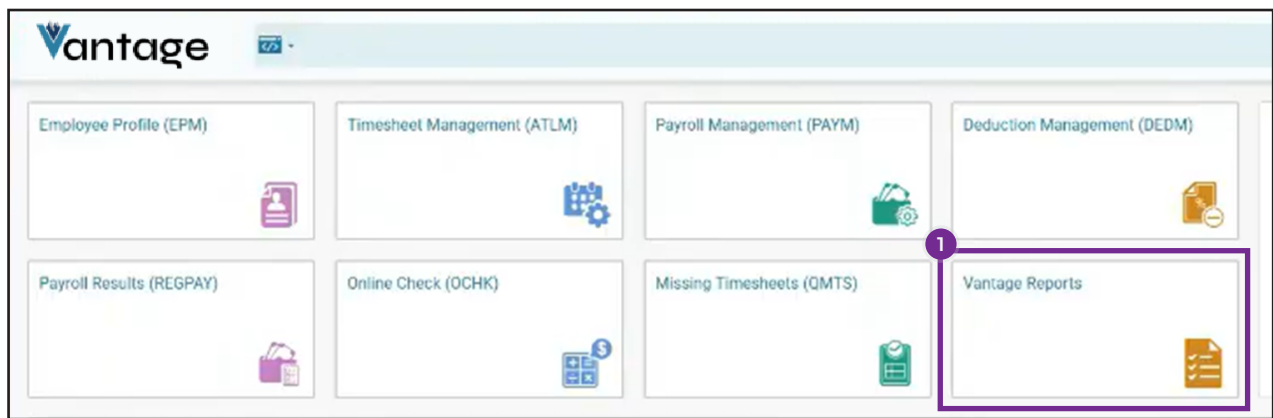 Vantage
Employee Profile (EPM)
Timesheet Management (ATLM)
Payroll Management (PAYM)
Deduction Management (DEDM)
1
Payroll Results (REGPAY)
Online Check (OCHK)
Missing Timesheets (QMTS)
Vantage Reports